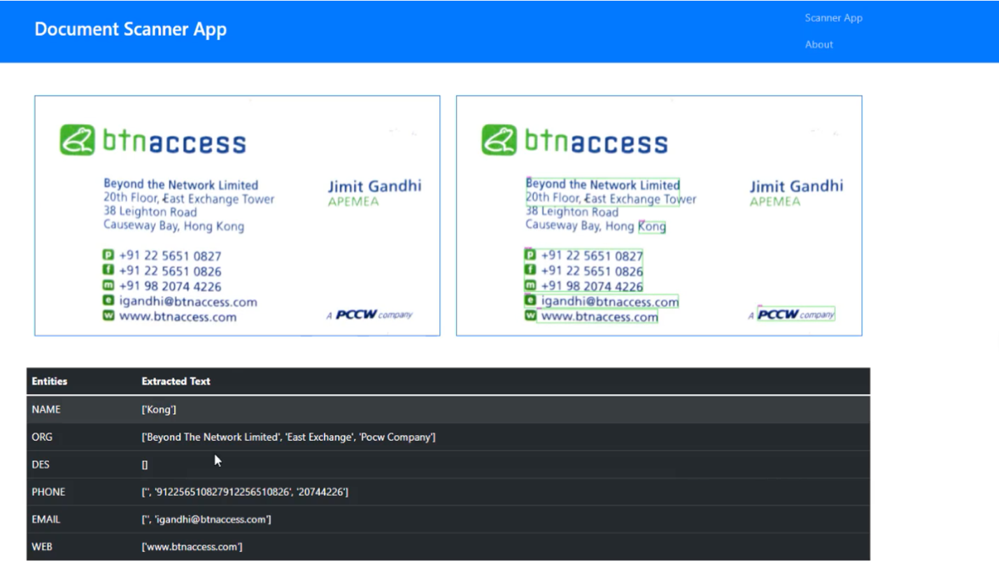 Document Scanner App
Scanner App
About
btnaccess
Beyond the Network Limited
20th Floor, East Exchange Tower
38 Leighton Road
Causeway Bay, Hong Kong
Jimit Gandhi
APEMEA
p +91 22 5651 0827
f +91 22 5651 0826
m +91 98 2074 4226
e igandhi@btnaccess.com
w www.btnaccess.com
A PCCW company
btnaccess
Beyond the Network Limited
20th Floor, East Exchange Tower
38 Leighton Road
Causeway Bay, Hong Kong
Jimit Gandhi
APEMEA
p +91 22 5651 0827
f +91 22 5651 0826
m +91 98 2074 4226
e igandhi@btnaccess.com
w www.btnaccess.com
A PCCW company
Entities Extracted Text
NAME ['Kong']
ORG ['Beyond The Network Limited', 'East Exchange', 'Pocw Company']
DES []
PHONE ['', '912256510827912256510826', '20744226']
EMAIL ['', 'igandhi@btnaccess.com']
WEB ['www.btnaccess.com']